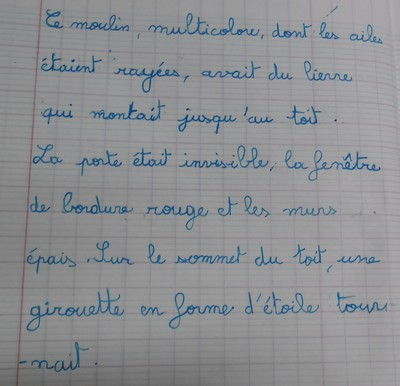 Le moulin, multicolore, dont les ailes
étaient rayées, avait du lierre
qui montait jusqu'au toit.
La porte était invisible, la fenêtre
de bordure rouge et les murs
épais. Sur le sommet du toit, une
girouette en forme d'étoile tour-
-nait.